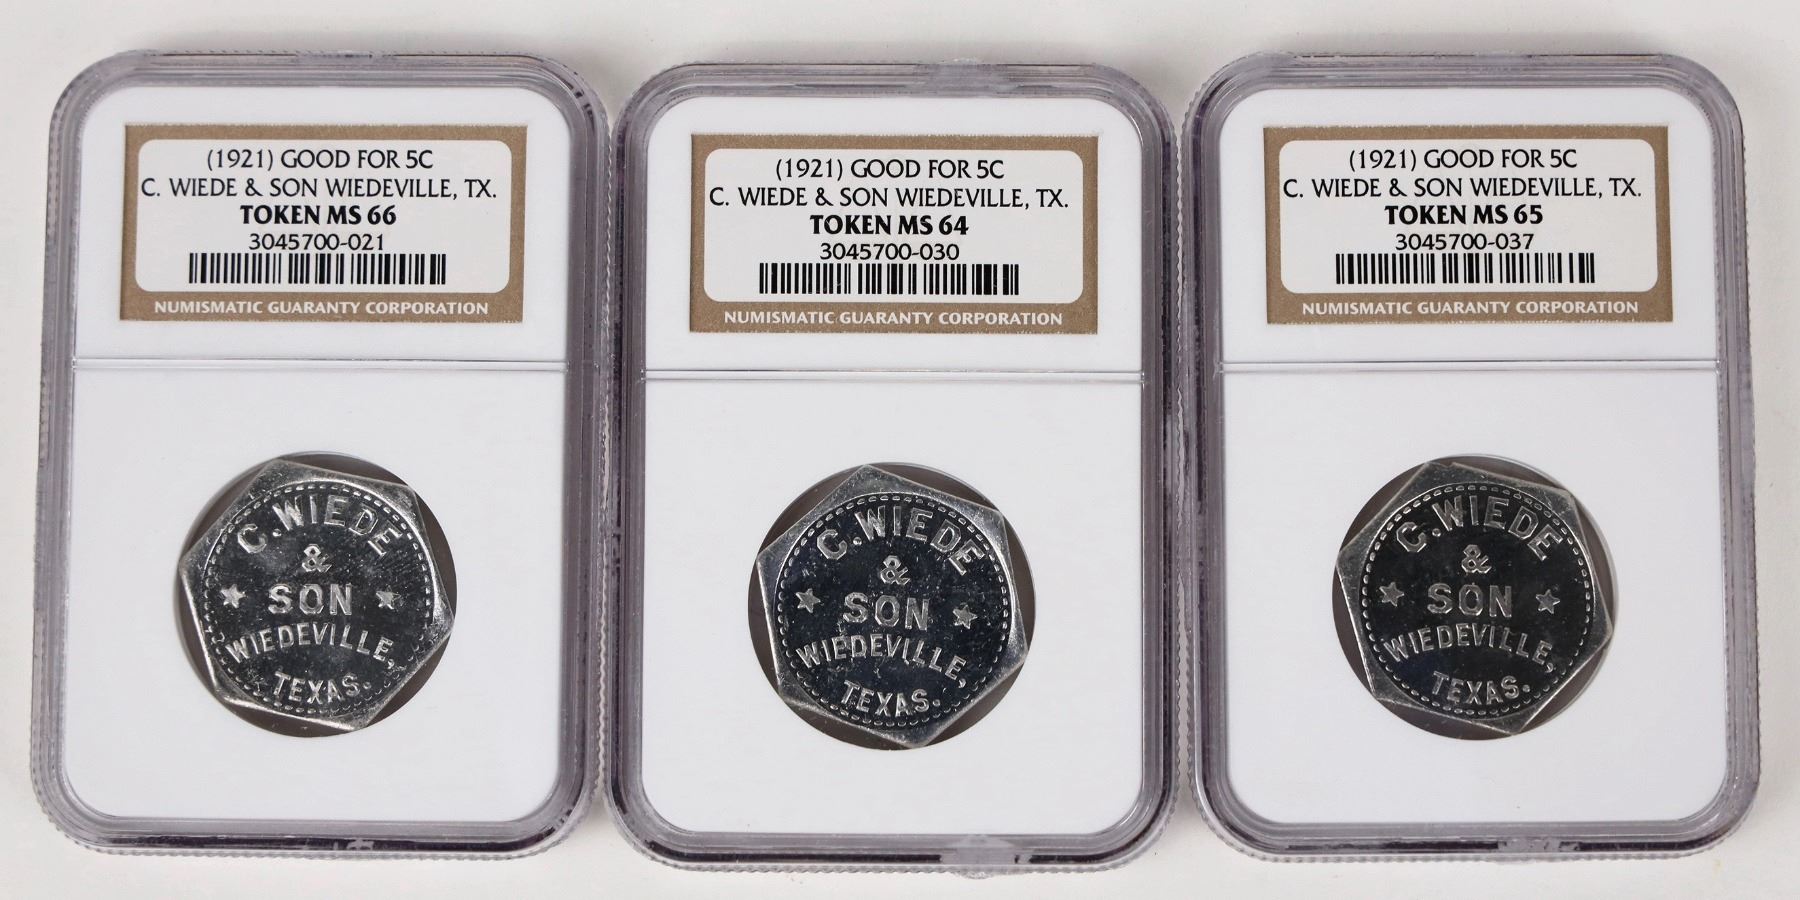 (1921) GOOD FOR 5C
C. WIEDE & SON WIEDEVILLE, TX.
TOKEN MS 66
3045700-021
NUMISMATIC GUARANTY CORPORATION
C. WIEDE
&
SON
WIEDEVILLE,
TEXAS.
(1921) GOOD FOR 5C
C. WIEDE & SON WIEDEVILLE, TX.
TOKEN MS 64
3045700-030
NUMISMATIC GUARANTY CORPORATION
C. WIEDE
&
SON
WIEDEVILLE,
TEXAS.
(1921) GOOD FOR 5C
C. WIEDE & SON WIEDEVILLE, TX.
TOKEN MS 65
3045700-037
NUMISMATIC GUARANTY CORPORATION
C. WIEDE
&
SON
WIEDEVILLE,
TEXAS.